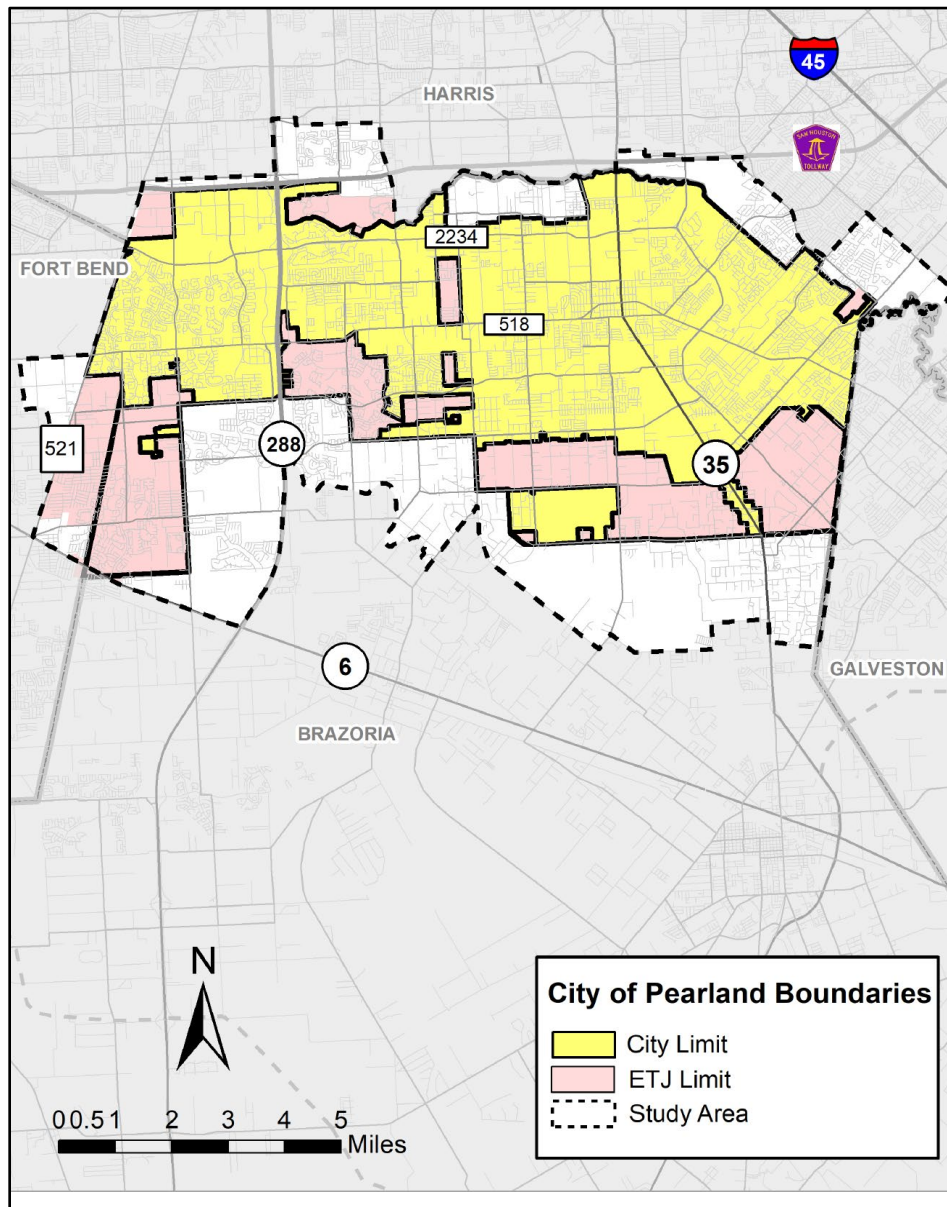 45
HARRIS
SAM HOUSTON
TOLLWAY
2234
FORT BEND
518
521
288
35
6
GALVESTON
BRAZORIA
N
City of Pearland Boundaries
City Limit
ETJ Limit
Study Area
0 0.5 1 2 3 4 5
Miles